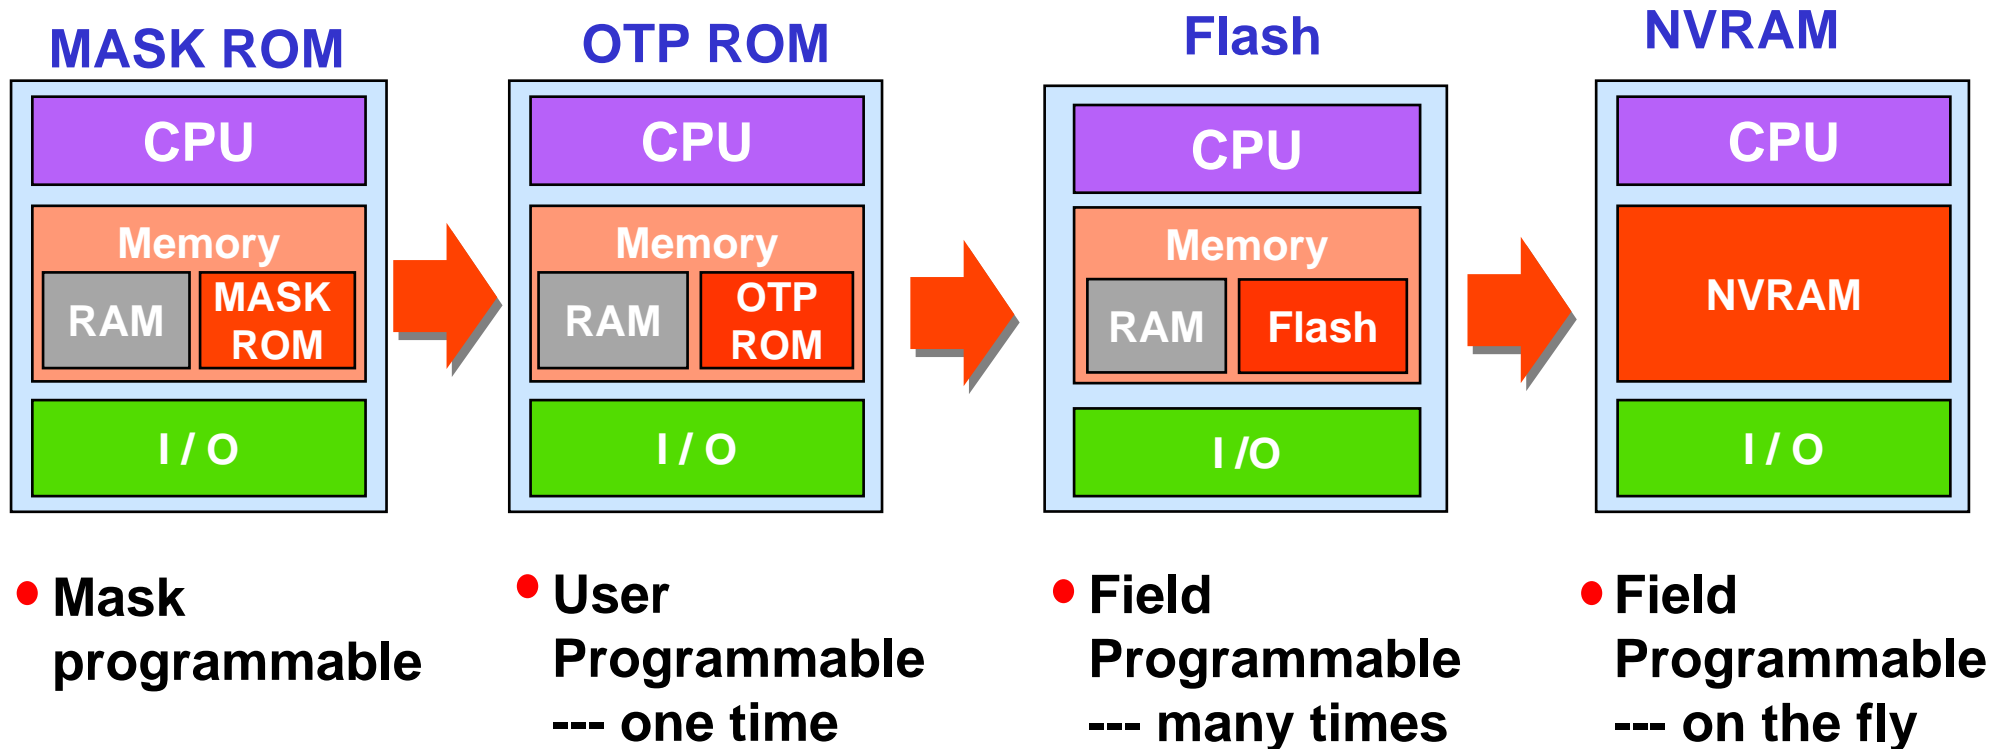 MASK ROM
CPU
Memory
RAM
MASK
ROM
I / O
• Mask
programmable
OTP ROM
CPU
Memory
RAM
OTP
ROM
I / O
• User
Programmable
--- one time
Flash
CPU
Memory
RAM
Flash
I /O
• Field
Programmable
--- many times
NVRAM
CPU
NVRAM
I / O
• Field
Programmable
--- on the fly